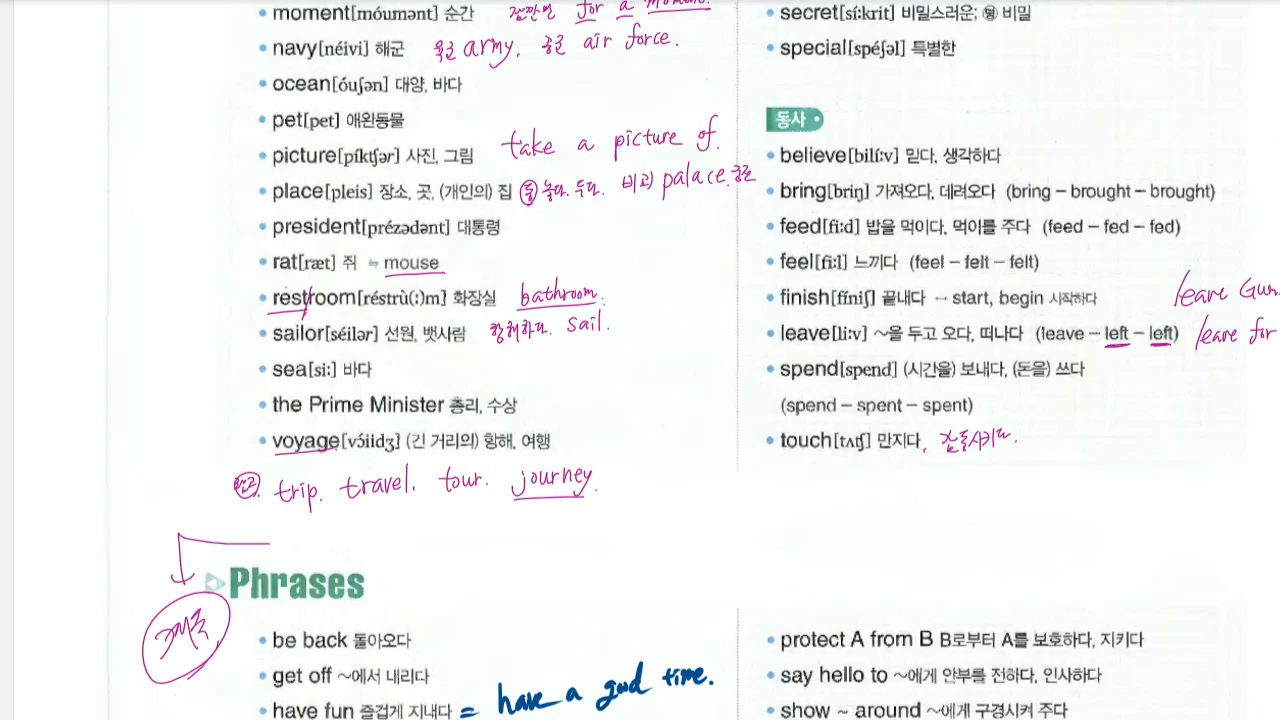 • moment[móumənt] 순간 잠깐만 for a moment.
• navy[néivi] 해군 육군 army. 공군 air force.
• ocean[óuʃən] 대양, 바다
• pet[pet] 애완동물
• picture[píktʃər] 사진, 그림 take a picture of.
• place[pleis] 장소, 곳, (개인의) 집 동 놓다. 두다. 비교 palace. 궁전
• president[prézədənt] 대통령
• rat[ræt] 쥐 ≒ mouse
• restroom[réstrù(ː)m] 화장실 bathroom.
• sailor[séilər] 선원, 뱃사람 항해하다. sail.
• sea[siː] 바다
• the Prime Minister 총리, 수상
• voyage[vɔ́iidʒ] (긴 거리의) 항해, 여행
trip. travel. tour. journey.
• secret[síːkrit] 비밀스러운; 명 비밀
• special[spéʃəl] 특별한
동사
• believe[bilíːv] 믿다, 생각하다
• bring[briŋ] 가져오다, 데려오다 (bring – brought – brought)
• feed[fiːd] 밥을 먹이다, 먹이를 주다 (feed – fed – fed)
• feel[fiːl] 느끼다 (feel – felt – felt)
• finish[fíniʃ] 끝내다 ↔ start, begin 시작하다
• leave[liːv] ～을 두고 오다, 떠나다 (leave – left – left) leave for
• spend[spend] (시간을) 보내다, (돈을) 쓰다
(spend – spent – spent)
• touch[tʌtʃ] 만지다, 감동시키다.
Phrases
• be back 돌아오다
• get off ～에서 내리다
• have fun 즐겁게 지내다 = have a good time.
• protect A from B B로부터 A를 보호하다, 지키다
• say hello to ～에게 안부를 전하다, 인사하다
• show ~ around ～에게 구경시켜 주다